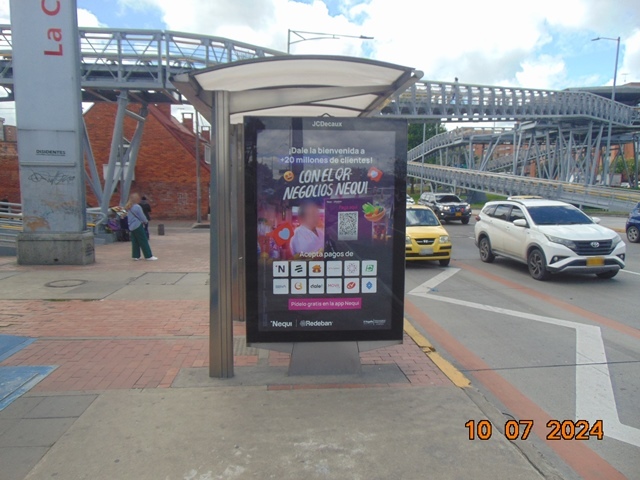 La C
JCDecaux
¡Dale la bienvenida a
+20 millones de clientes!
CON EL QR
NEGOCIOS NEQUI
Acepta pagos de
Pídelo gratis en la app Nequi
Nequi | Redeban
10 07 2024